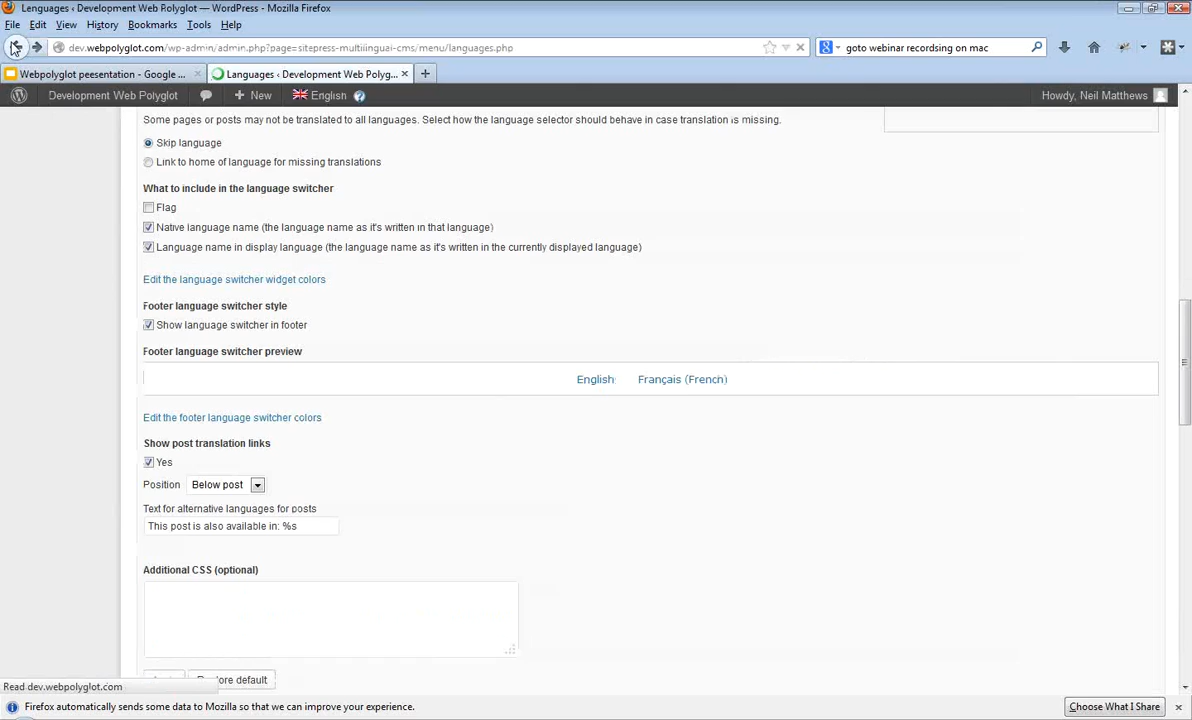 Languages ‹ Development Web Polyglot — WordPress - Mozilla Firefox
File Edit View History Bookmarks Tools Help
dev.webpolyglot.com/wp-admin/admin.php?page=sitepress-multilingual-cms/menu/languages.php
goto webinar recordsing on mac
Webpolyglot peesentation - Google ...
Languages ‹ Development Web Polyg...
Development Web Polyglot
New
English
Howdy, Neil Matthews
Some pages or posts may not be translated to all languages. Select how the language selector should behave in case translation is missing.
Skip language
Link to home of language for missing translations
What to include in the language switcher
Flag
Native language name (the language name as it's written in that language)
Language name in display language (the language name as it's written in the currently displayed language)
Edit the language switcher widget colors
Footer language switcher style
Show language switcher in footer
Footer language switcher preview
English Français (French)
Edit the footer language switcher colors
Show post translation links
Yes
Position Below post
Text for alternative languages for posts
This post is also available in: %s
Additional CSS (optional)
ore default
Read dev.webpolyglot.com
Firefox automatically sends some data to Mozilla so that we can improve your experience.
Choose What I Share